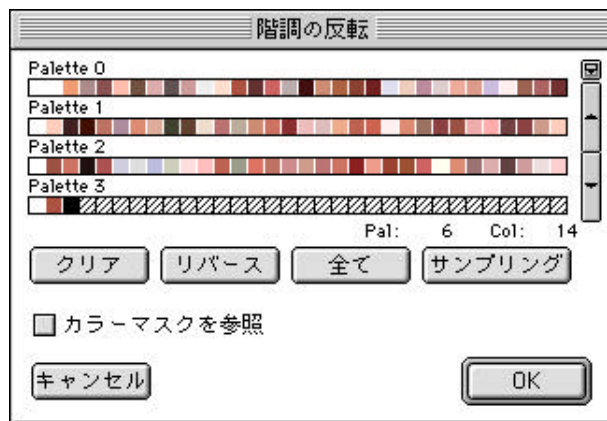 階調の反転
Palette 0
Palette 1
Palette 2
Palette 3
Pal: 6 Col: 14
クリア リバース 全て サンプリング
カラーマスクを参照
キャンセル OK